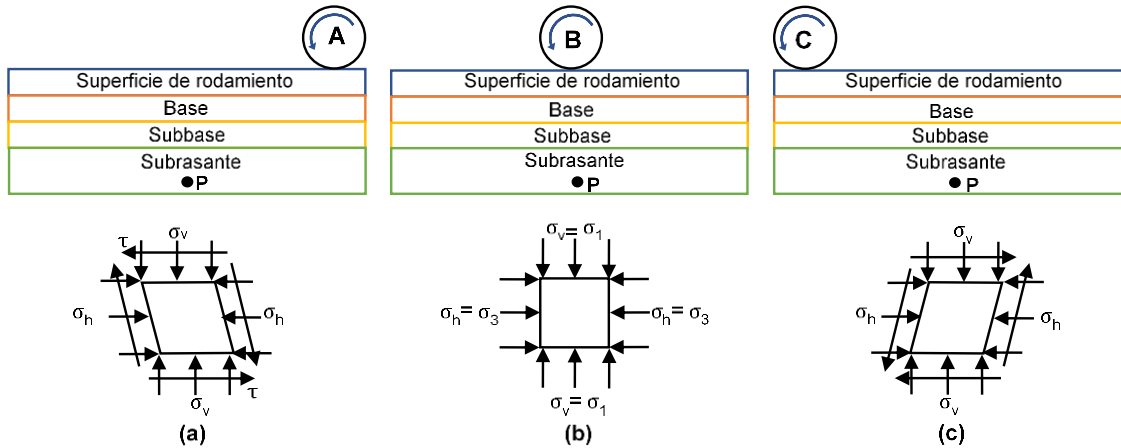 A
B
C
Superficie de rodamiento
Base
Subbase
Subrasante
P
Superficie de rodamiento
Base
Subbase
Subrasante
P
Superficie de rodamiento
Base
Subbase
Subrasante
P
τ σv
σh σh
σv τ
(a)
σv= σ1
σh= σ3 σh= σ3
σv= σ1
(b)
σv
σh σh
σv
(c)